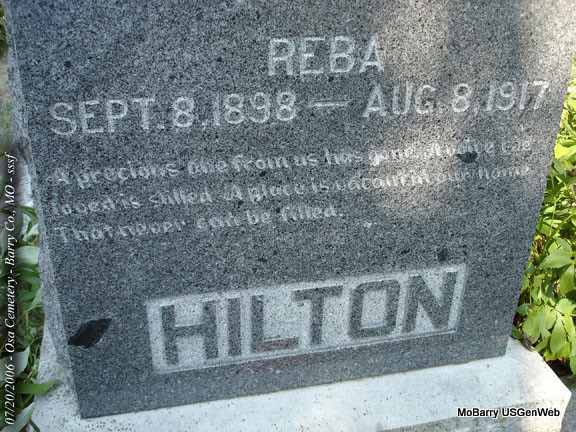 REBA
SEPT. 8, 1898 — AUG. 8, 1917
A precious one from us has gone, A voice we
loved is stilled. A place is vacant in our home
That never can be filled.
HILTON
07/20/2006 - Osa Cemetery - Barry Co., MO - sssf
MoBarry USGenWeb